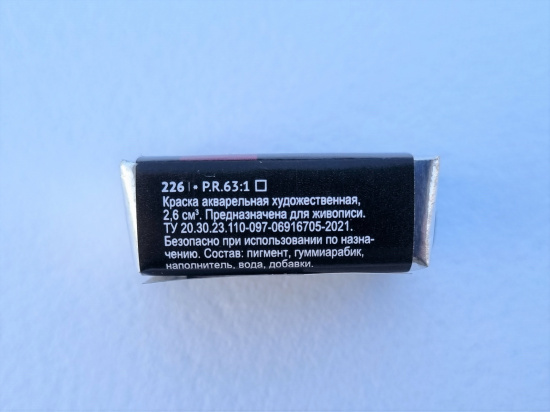 226 | • P.R.63:1 □
Краска акварельная художественная,
2,6 см³. Предназначена для живописи.
ТУ 20.30.23.110-097-06916705-2021.
Безопасно при использовании по назна-
чению. Состав: пигмент, гуммиарабик,
наполнитель, вода, добавки.